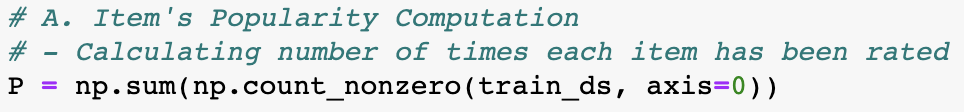 # A. Item's Popularity Computation
# - Calculating number of times each item has been rated
P = np.sum(np.count_nonzero(train_ds, axis=0))